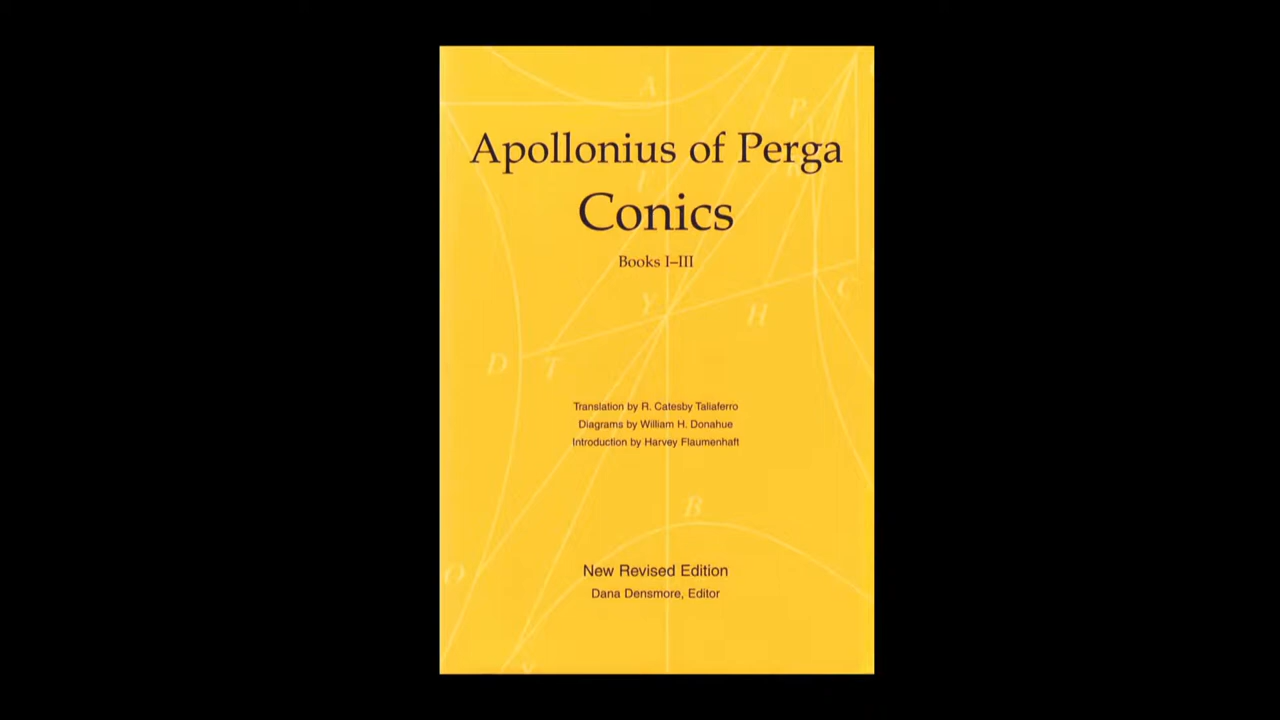 Apollonius of Perga
Conics
Books I–III
Translation by R. Catesby Taliaferro
Diagrams by William H. Donahue
Introduction by Harvey Flaumenhaft
New Revised Edition
Dana Densmore, Editor
A
P
Y
H
C
D
T
B
O